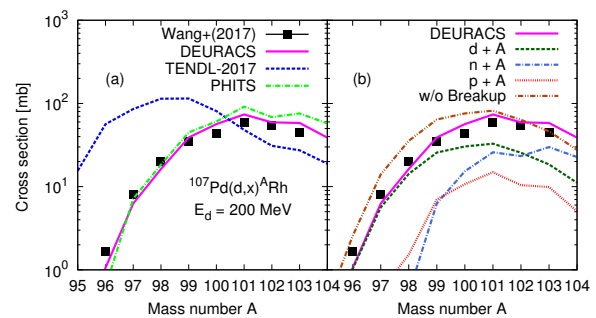 Cross section [mb]
10³
10²
10¹
10⁰
Wang+(2017)
DEURACS
TENDL-2017
PHITS
(a)
¹⁰⁷Pd(d,x)ᴬRh
E_d = 200 MeV
95 96 97 98 99 100 101 102 103 104
Mass number A
DEURACS
d + A
n + A
p + A
w/o Breakup
(b)
96 97 98 99 100 101 102 103 104
Mass number A